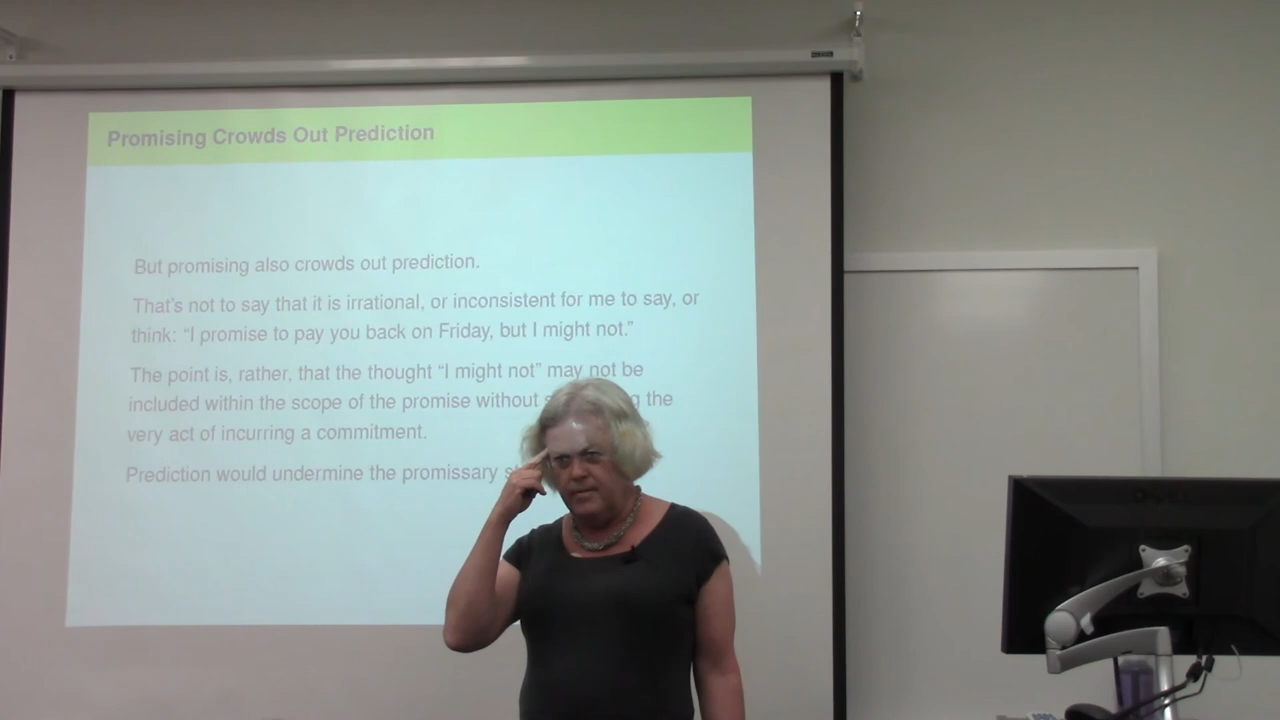 Promising Crowds Out Prediction
But promising also crowds out prediction.
That's not to say that it is irrational, or inconsistent for me to say, or
think: “I promise to pay you back on Friday, but I might not.”
The point is, rather, that the thought “I might not” may not be
included within the scope of the promise without the
very act of incurring a commitment.
Prediction would undermine the promissary